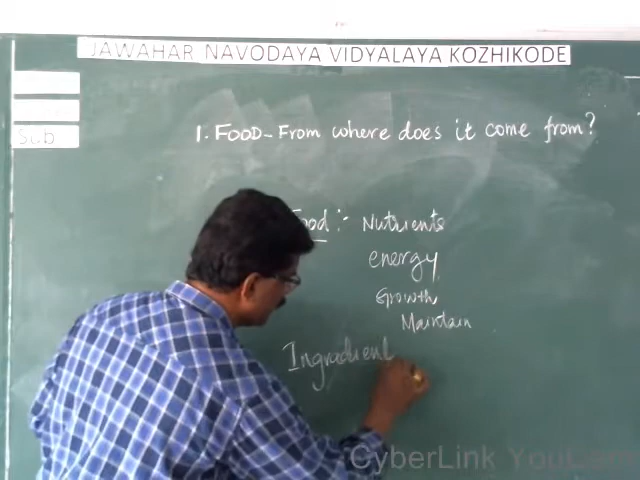 JAWAHAR NAVODAYA VIDYALAYA KOZHIKODE
Sub
1. FOOD - From where does it come from?
Food :- Nutrients
energy
Growth
Maintain
Ingradient
CyberLink YouCam